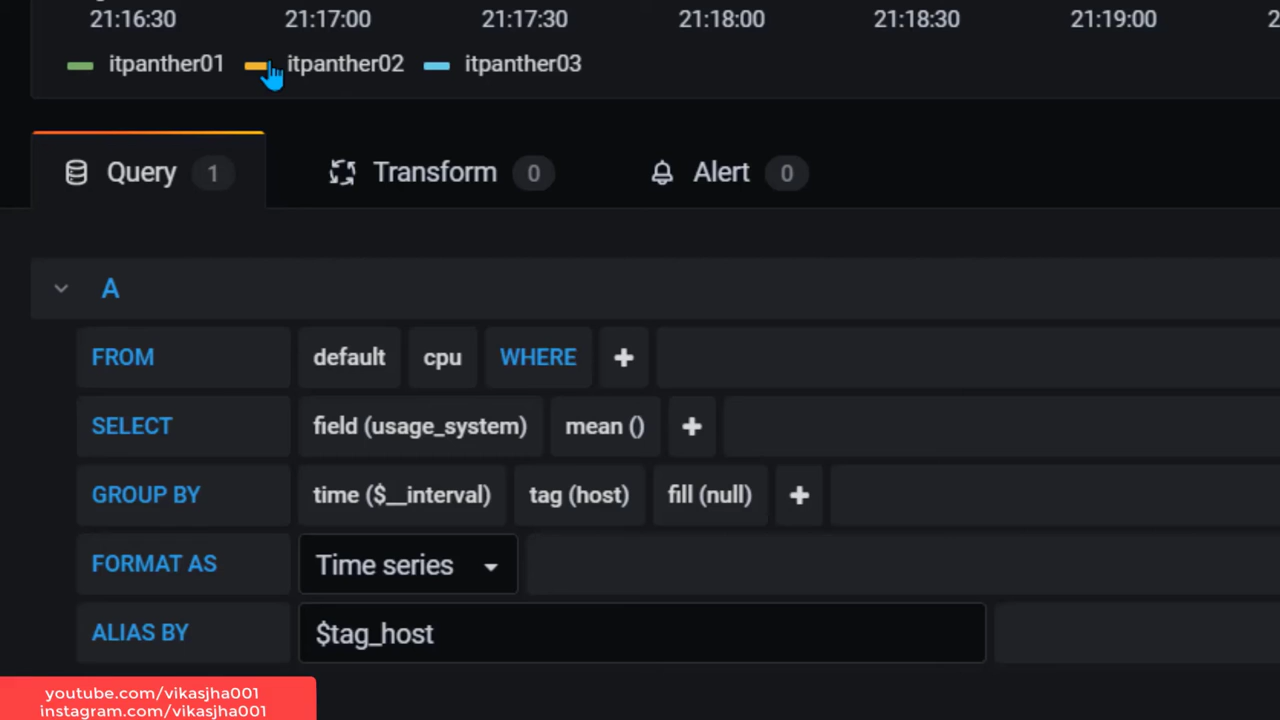 21:16:30 21:17:00 21:17:30 21:18:00 21:18:30 21:19:00 2
itpanther01 itpanther02 itpanther03
Query 1 Transform 0 Alert 0
A
FROM default cpu WHERE +
SELECT field (usage_system) mean () +
GROUP BY time ($__interval) tag (host) fill (null) +
FORMAT AS Time series
ALIAS BY $tag_host
youtube.com/vikasjha001
instagram.com/vikasjha001